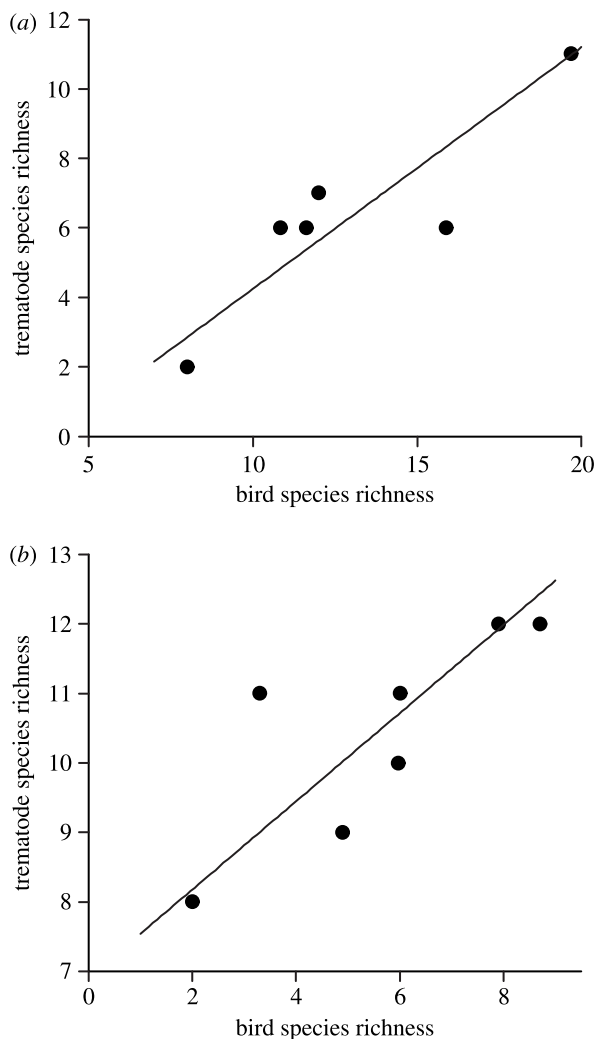 (a)
12
10
8
6
4
2
0
trematode species richness
5 10 15 20
bird species richness
(b)
13
12
11
10
9
8
7
trematode species richness
0 2 4 6 8
bird species richness